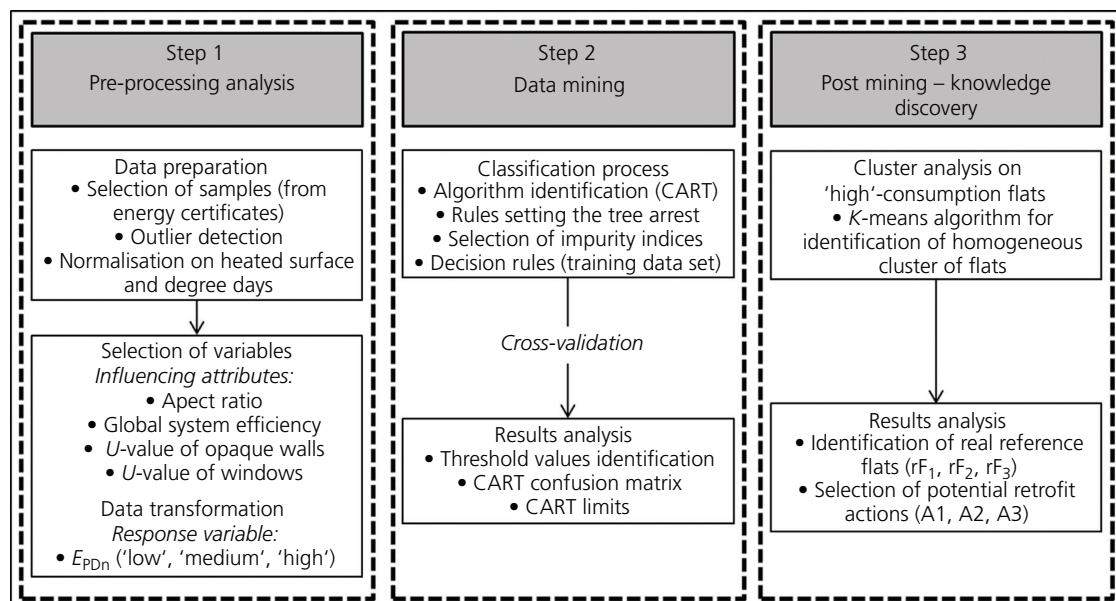 Step 1
Pre-processing analysis
Data preparation
• Selection of samples (from
energy certificates)
• Outlier detection
• Normalisation on heated surface
and degree days
Selection of variables
Influencing attributes:
• Apect ratio
• Global system efficiency
• U-value of opaque walls
• U-value of windows
Data transformation
Response variable:
• EPDn (‘low‘, ‘medium‘, ‘high‘)
Step 2
Data mining
Classification process
• Algorithm identification (CART)
• Rules setting the tree arrest
• Selection of impurity indices
• Decision rules (training data set)
Cross-validation
Results analysis
• Threshold values identification
• CART confusion matrix
• CART limits
Step 3
Post mining – knowledge
discovery
Cluster analysis on
‘high‘-consumption flats
• K-means algorithm for
identification of homogeneous
cluster of flats
Results analysis
• Identification of real reference
flats (rF1, rF2, rF3)
• Selection of potential retrofit
actions (A1, A2, A3)